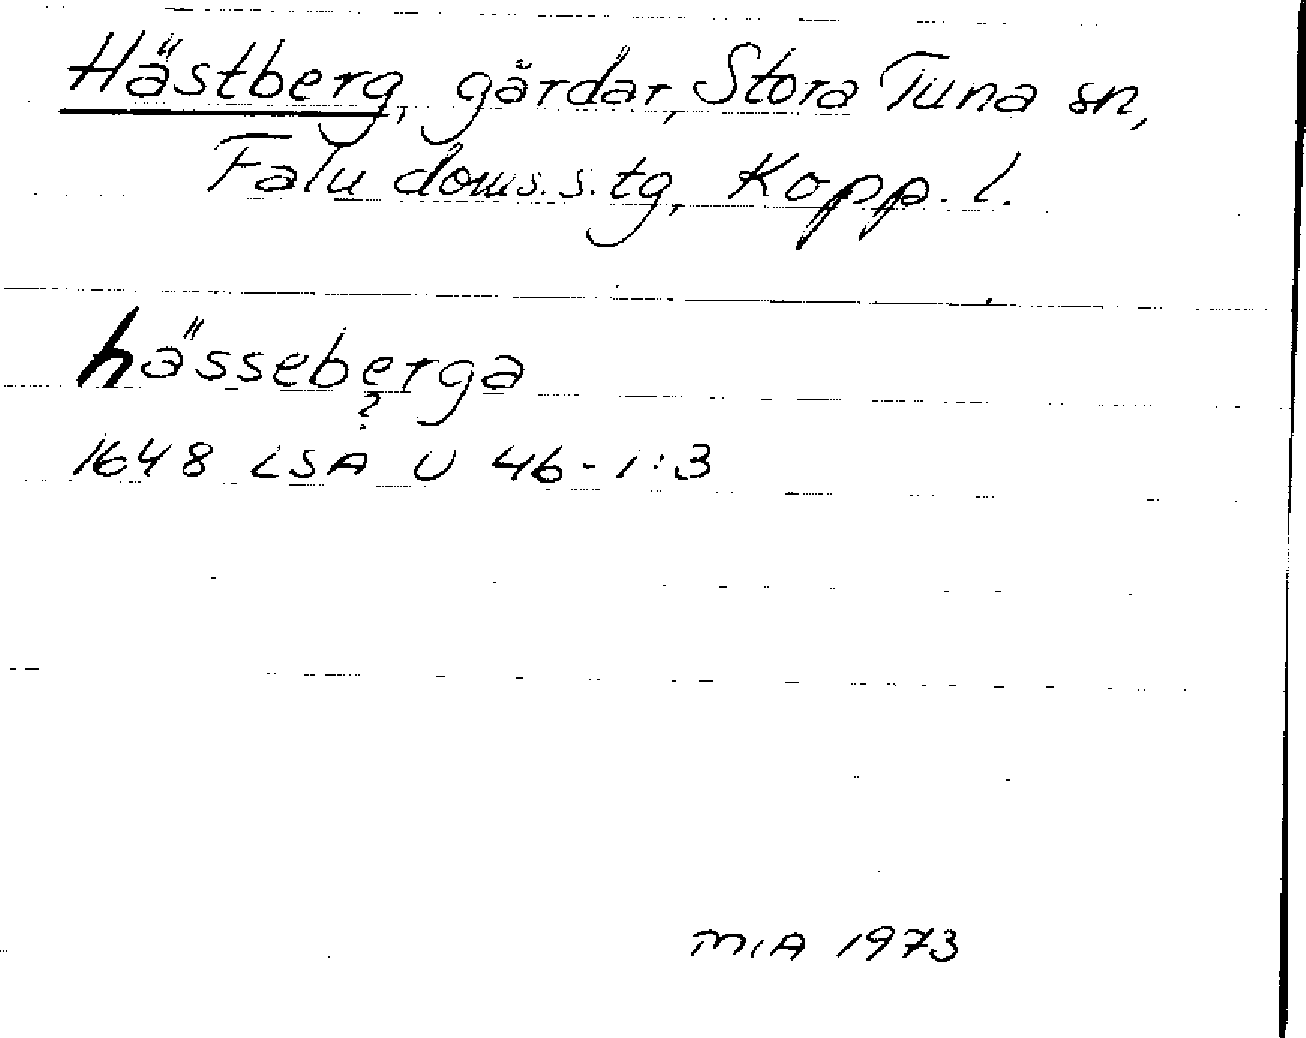 Hästberg, gårdar, Stora Tuna sn,
Falu doms.s.tg, Kopp. l.
hässeberga
?
1648 LSA U 46-1:3
MIA 1973